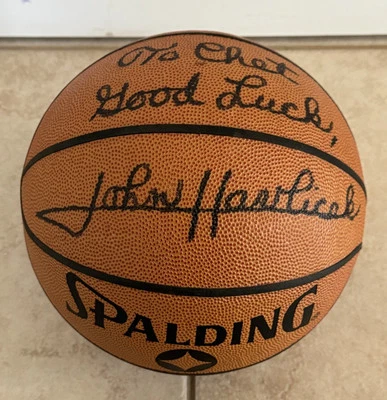 To Chet
Good Luck,
John Havlicek
SPALDING